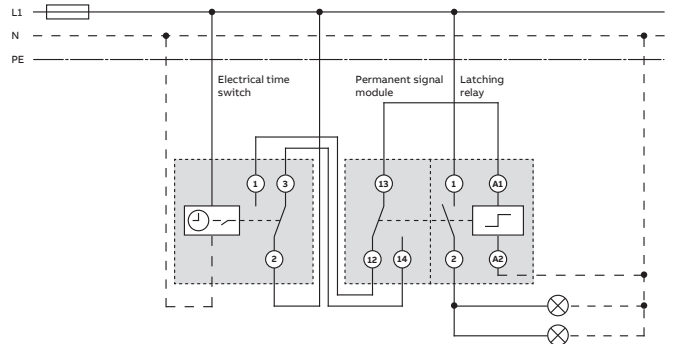 L1
N
PE
Electrical time
switch
Permanent signal
module
Latching
relay
1
3
13
1
A1
2
12
14
2
A2